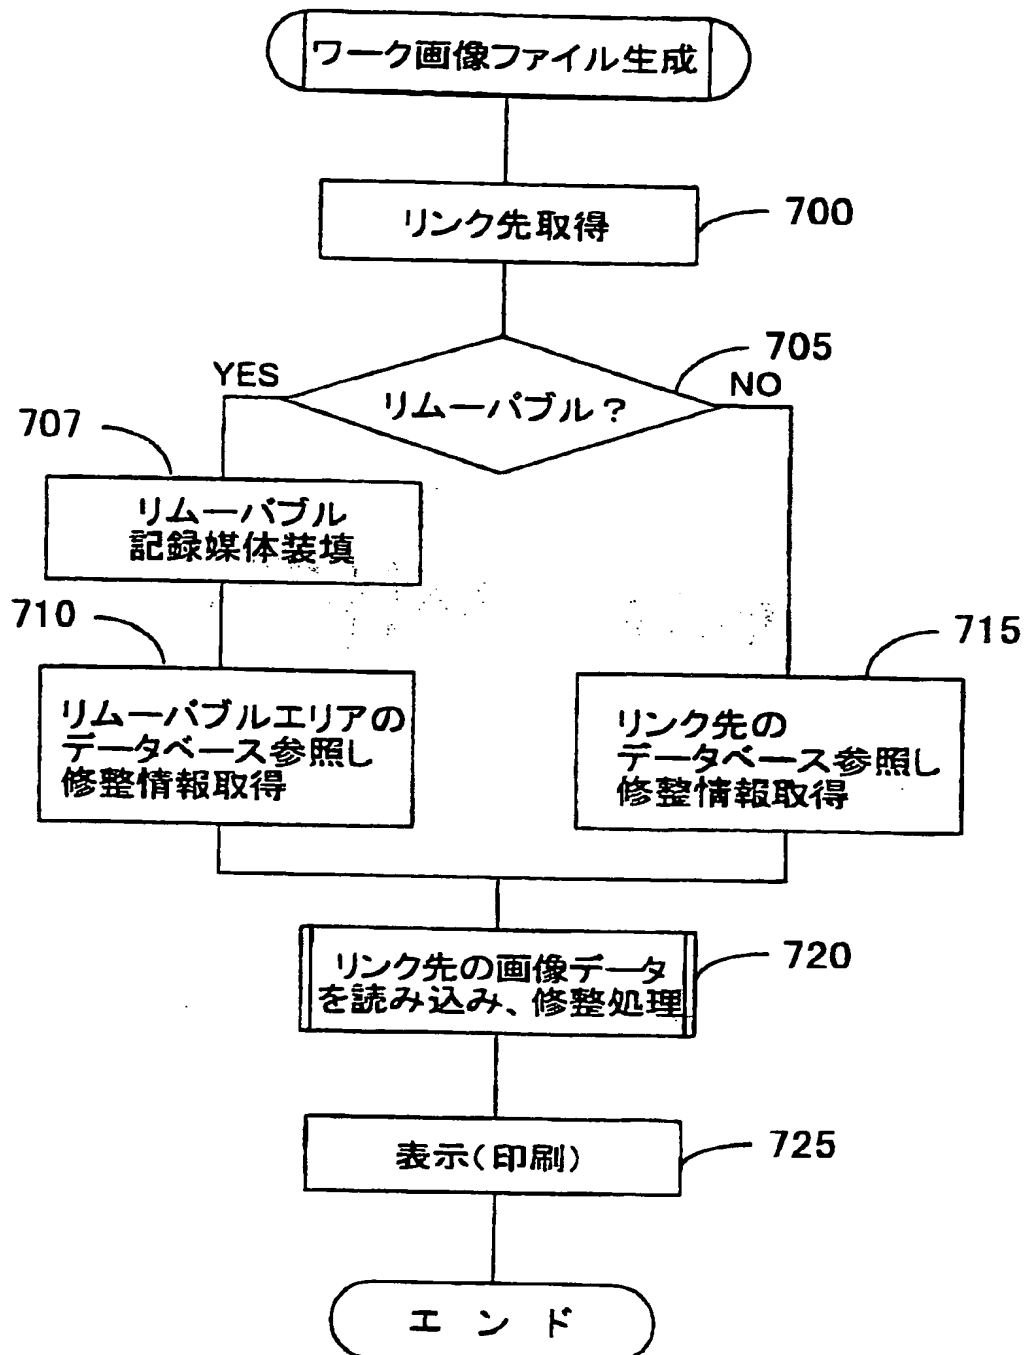 ワーク画像ファイル生成
リンク先取得
700
リムーバブル?
705
YES
NO
707
リムーバブル
記録媒体装填
710
リムーバブルエリアの
データベース参照し
修整情報取得
715
リンク先の
データベース参照し
修整情報取得
リンク先の画像データ
を読み込み、修整処理
720
表示(印刷)
725
エンド